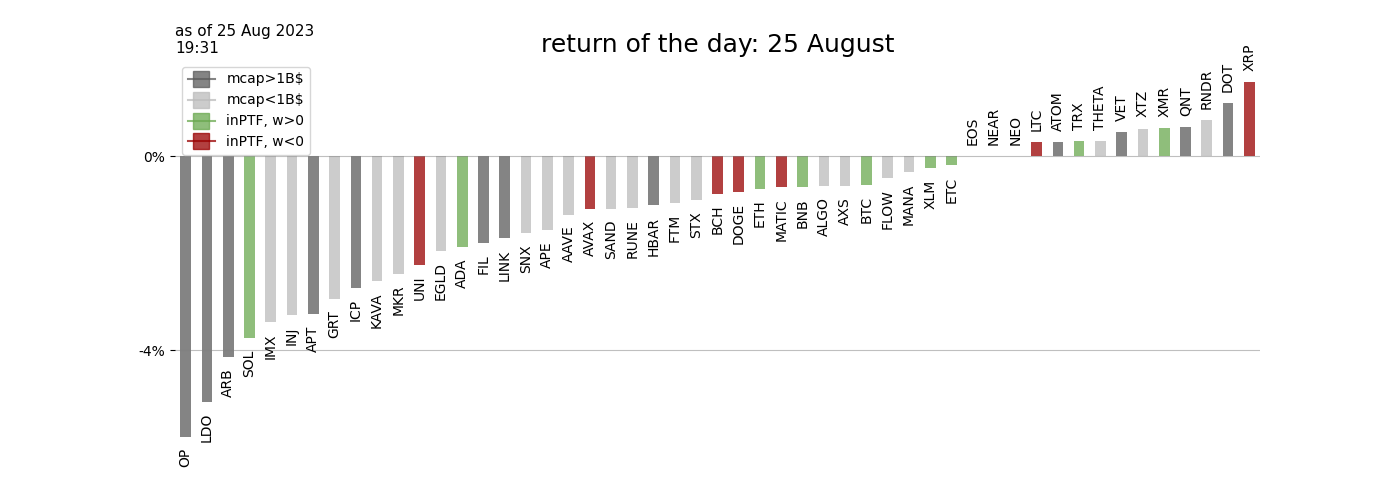 as of 25 Aug 2023
19:31
return of the day: 25 August
mcap>1B$
mcap<1B$
inPTF, w>0
inPTF, w<0
0%
-4%
OP
LDO
ARB
SOL
IMX
INJ
APT
GRT
ICP
KAVA
MKR
UNI
EGLD
ADA
FIL
LINK
SNX
APE
AAVE
AVAX
SAND
RUNE
HBAR
FTM
STX
BCH
DOGE
ETH
MATIC
BNB
ALGO
AXS
BTC
FLOW
MANA
XLM
ETC
EOS
NEAR
NEO
LTC
ATOM
TRX
THETA
VET
XTZ
XMR
QNT
RNDR
DOT
XRP